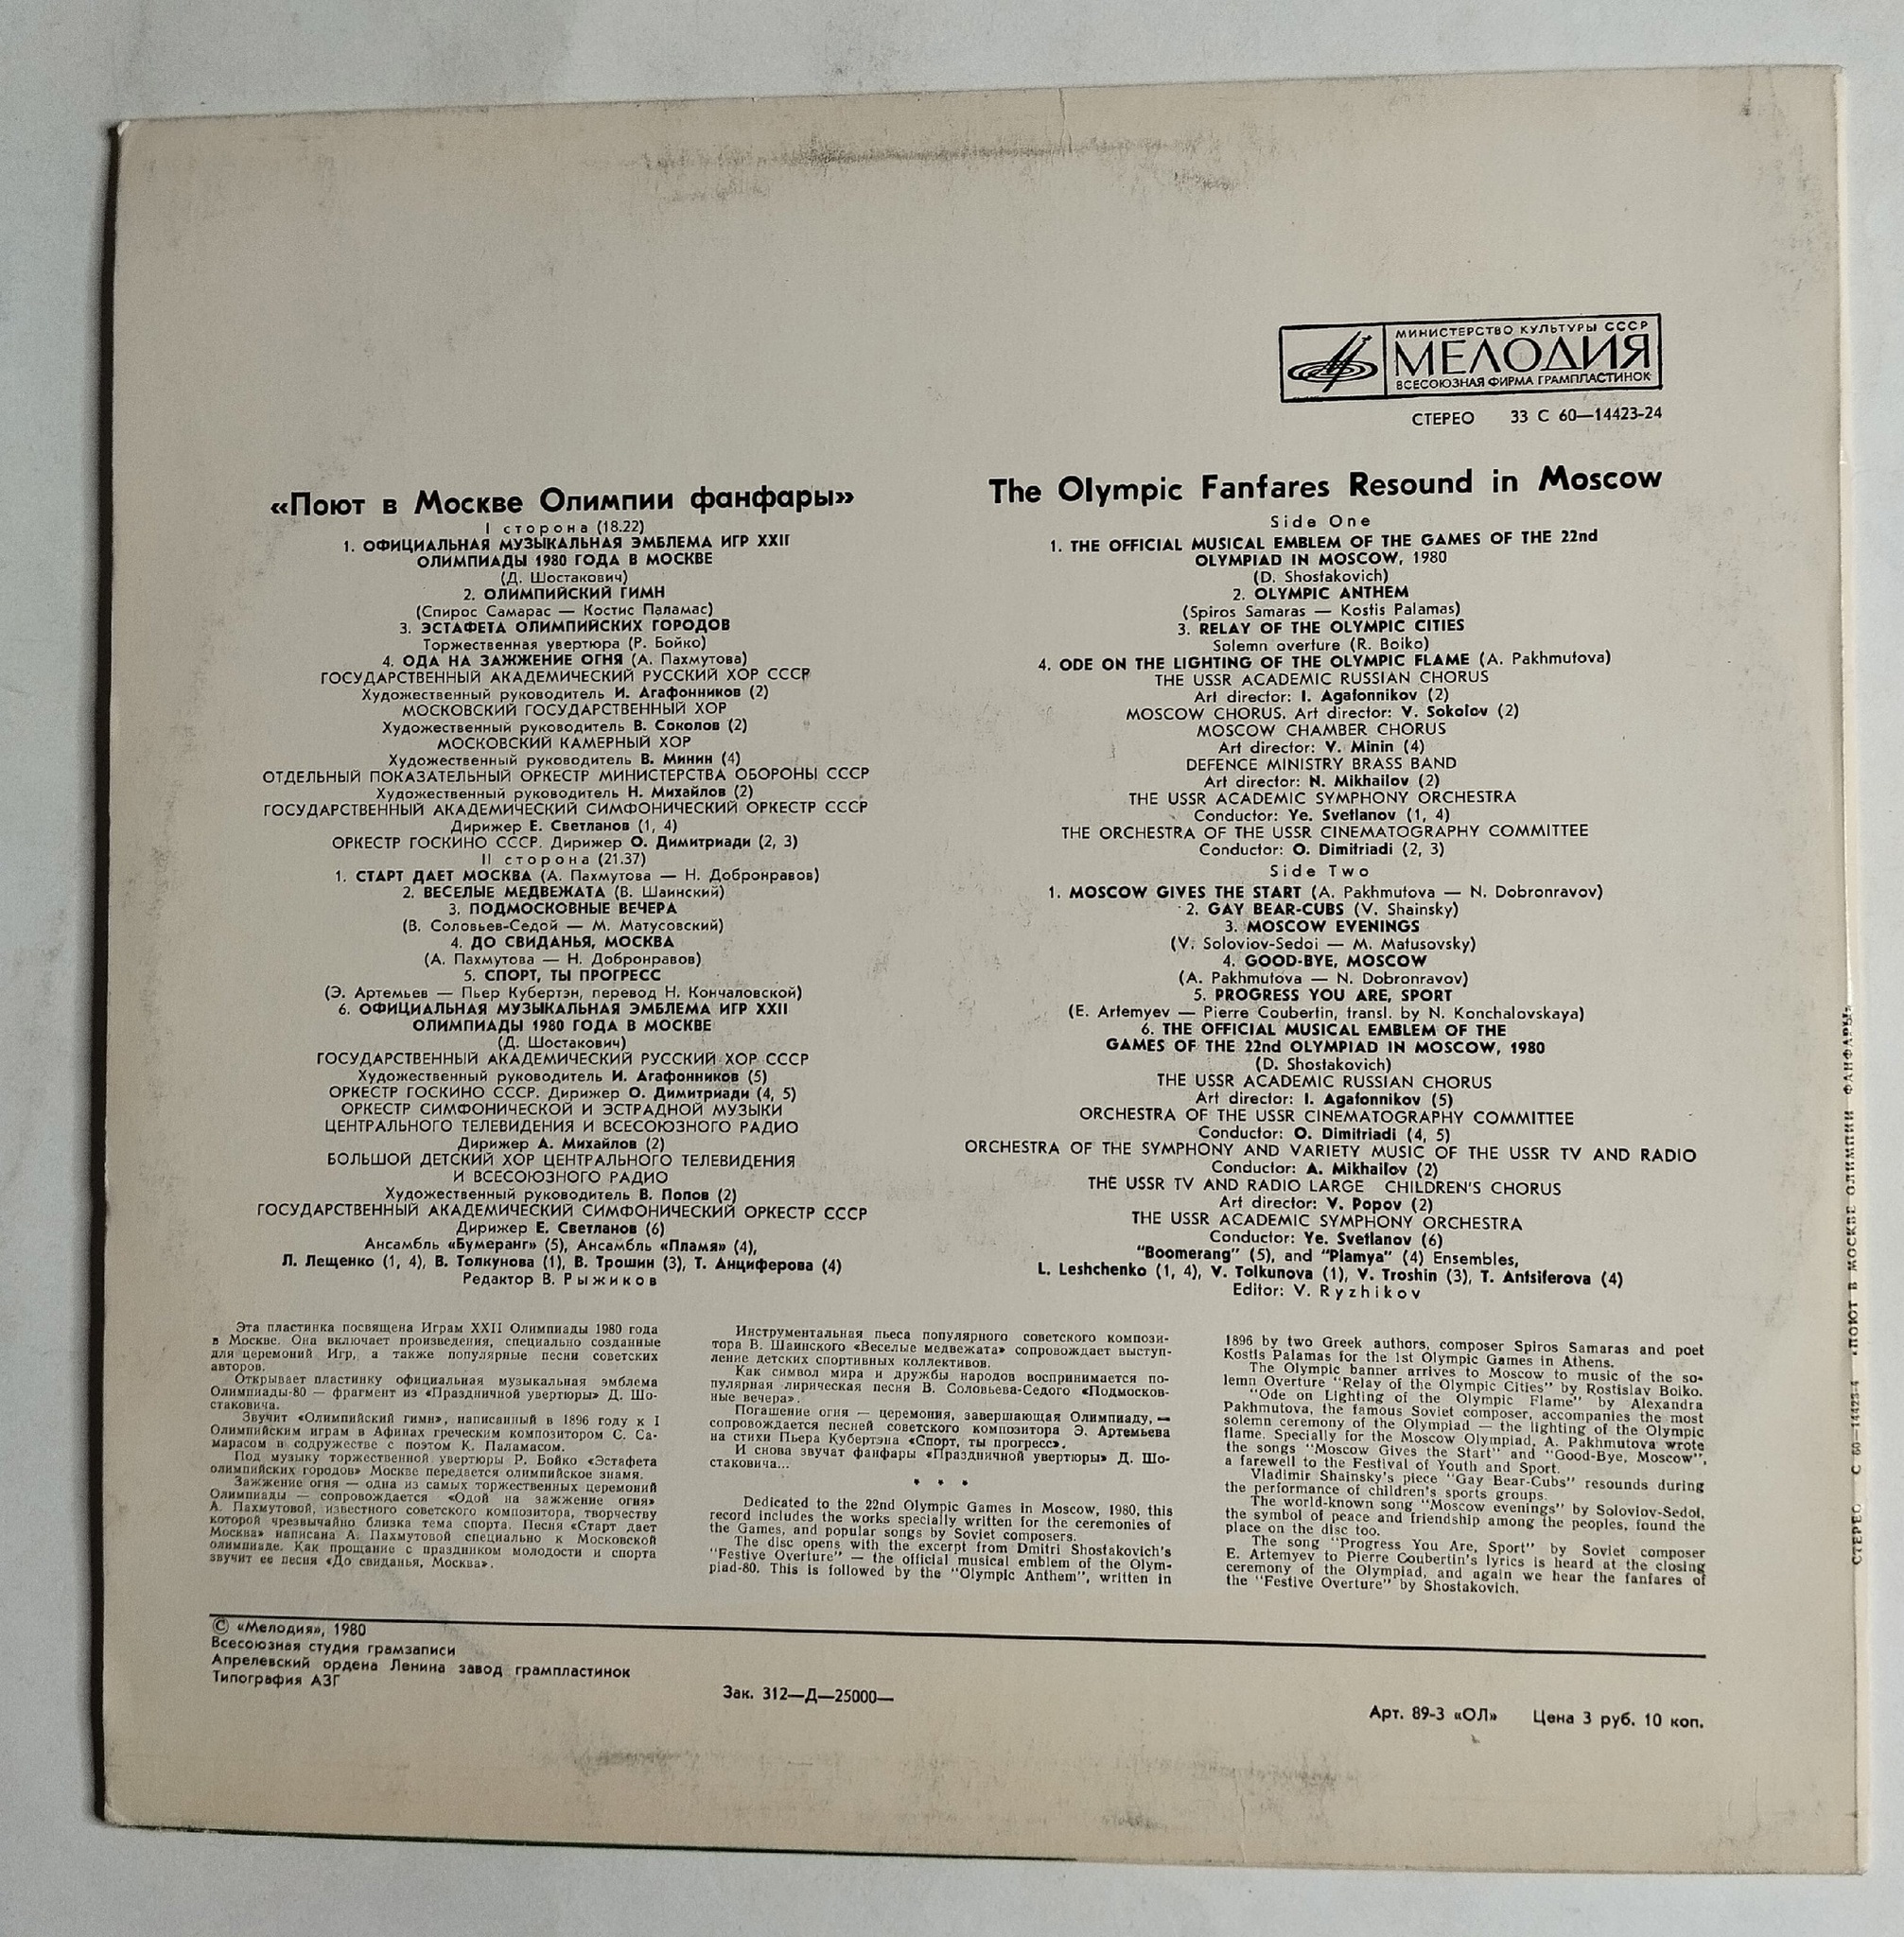 МИНИСТЕРСТВО КУЛЬТУРЫ СССР
МЕЛОДИЯ
ВСЕСОЮЗНАЯ ФИРМА ГРАМПЛАСТИНОК
СТЕРЕО 33 С 60—14423-24
«Поют в Москве Олимпии фанфары»
I сторона (18.22)
1. ОФИЦИАЛЬНАЯ МУЗЫКАЛЬНАЯ ЭМБЛЕМА ИГР XXII
ОЛИМПИАДЫ 1980 ГОДА В МОСКВЕ
(Д. Шостакович)
2. ОЛИМПИЙСКИЙ ГИМН
(Спирос Самарас — Костис Паламас)
3. ЭСТАФЕТА ОЛИМПИЙСКИХ ГОРОДОВ
Торжественная увертюра (Р. Бойко)
4. ОДА НА ЗАЖЖЕНИЕ ОГНЯ (А. Пахмутова)
ГОСУДАРСТВЕННЫЙ АКАДЕМИЧЕСКИЙ РУССКИЙ ХОР СССР
Художественный руководитель И. Агафонников (2)
МОСКОВСКИЙ ГОСУДАРСТВЕННЫЙ ХОР
Художественный руководитель В. Соколов (2)
МОСКОВСКИЙ КАМЕРНЫЙ ХОР
Художественный руководитель В. Минин (4)
ОТДЕЛЬНЫЙ ПОКАЗАТЕЛЬНЫЙ ОРКЕСТР МИНИСТЕРСТВА ОБОРОНЫ СССР
Художественный руководитель Н. Михайлов (2)
ГОСУДАРСТВЕННЫЙ АКАДЕМИЧЕСКИЙ СИМФОНИЧЕСКИЙ ОРКЕСТР СССР
Дирижер Е. Светланов (1, 4)
ОРКЕСТР ГОСКИНО СССР. Дирижер О. Димитриади (2, 3)
II сторона (21.37)
1. СТАРТ ДАЕТ МОСКВА (А. Пахмутова — Н. Добронравов)
2. ВЕСЕЛЫЕ МЕДВЕЖАТА (В. Шаинский)
3. ПОДМОСКОВНЫЕ ВЕЧЕРА
(В. Соловьев-Седой — М. Матусовский)
4. ДО СВИДАНЬЯ, МОСКВА
(А. Пахмутова — Н. Добронравов)
5. СПОРТ, ТЫ ПРОГРЕСС
(Э. Артемьев — Пьер Кубертэн, перевод Н. Кончаловской)
6. ОФИЦИАЛЬНАЯ МУЗЫКАЛЬНАЯ ЭМБЛЕМА ИГР XXII
ОЛИМПИАДЫ 1980 ГОДА В МОСКВЕ
(Д. Шостакович)
ГОСУДАРСТВЕННЫЙ АКАДЕМИЧЕСКИЙ РУССКИЙ ХОР СССР
Художественный руководитель И. Агафонников (5)
ОРКЕСТР ГОСКИНО СССР. Дирижер О. Димитриади (4, 5)
ОРКЕСТР СИМФОНИЧЕСКОЙ И ЭСТРАДНОЙ МУЗЫКИ
ЦЕНТРАЛЬНОГО ТЕЛЕВИДЕНИЯ И ВСЕСОЮЗНОГО РАДИО
Дирижер А. Михайлов (2)
БОЛЬШОЙ ДЕТСКИЙ ХОР ЦЕНТРАЛЬНОГО ТЕЛЕВИДЕНИЯ
И ВСЕСОЮЗНОГО РАДИО
Художественный руководитель В. Попов (2)
ГОСУДАРСТВЕННЫЙ АКАДЕМИЧЕСКИЙ СИМФОНИЧЕСКИЙ ОРКЕСТР СССР
Дирижер Е. Светланов (6)
Ансамбль «Бумеранг» (5), Ансамбль «Пламя» (4),
Л. Лещенко (1, 4), В. Толкунова (1), В. Трошин (3), Т. Анциферова (4)
Редактор В. Рыжиков
The Olympic Fanfares Resound in Moscow
Side One
1. THE OFFICIAL MUSICAL EMBLEM OF THE GAMES OF THE 22nd
OLYMPIAD IN MOSCOW, 1980
(D. Shostakovich)
2. OLYMPIC ANTHEM
(Spiros Samaras — Kostis Palamas)
3. RELAY OF THE OLYMPIC CITIES
Solemn overture (R. Boiko)
4. ODE ON THE LIGHTING OF THE OLYMPIC FLAME (A. Pakhmutova)
THE USSR ACADEMIC RUSSIAN CHORUS
Art director: I. Agafonnikov (2)
MOSCOW CHORUS. Art director: V. Sokolov (2)
MOSCOW CHAMBER CHORUS
Art director: V. Minin (4)
DEFENCE MINISTRY BRASS BAND
Art director: N. Mikhailov (2)
THE USSR ACADEMIC SYMPHONY ORCHESTRA
Conductor: Ye. Svetlanov (1, 4)
THE ORCHESTRA OF THE USSR CINEMATOGRAPHY COMMITTEE
Conductor: O. Dimitriadi (2, 3)
Side Two
1. MOSCOW GIVES THE START (A. Pakhmutova — N. Dobronravov)
2. GAY BEAR-CUBS (V. Shainsky)
3. MOSCOW EVENINGS
(V. Soloviov-Sedoi — M. Matusovsky)
4. GOOD-BYE, MOSCOW
(A. Pakhmutova — N. Dobronravov)
5. PROGRESS YOU ARE, SPORT
(E. Artemyev — Pierre Coubertin, transl. by N. Konchalovskaya)
6. THE OFFICIAL MUSICAL EMBLEM OF THE
GAMES OF THE 22nd OLYMPIAD IN MOSCOW, 1980
(D. Shostakovich)
THE USSR ACADEMIC RUSSIAN CHORUS
Art director: I. Agafonnikov (5)
ORCHESTRA OF THE USSR CINEMATOGRAPHY COMMITTEE
Conductor: O. Dimitriadi (4, 5)
ORCHESTRA OF THE SYMPHONY AND VARIETY MUSIC OF THE USSR TV AND RADIO
Conductor: A. Mikhailov (2)
THE USSR TV AND RADIO LARGE CHILDREN'S CHORUS
Art director: V. Popov (2)
THE USSR ACADEMIC SYMPHONY ORCHESTRA
Conductor: Ye. Svetlanov (6)
"Boomerang" (5), and "Plamya" (4) Ensembles,
L. Leshchenko (1, 4), V. Tolkunova (1), V. Troshin (3), T. Antsiferova (4)
Editor: V. Ryzhikov
Эта пластинка посвящена Играм XXII Олимпиады 1980 года
в Москве. Она включает произведения, специально созданные
для церемоний Игр, а также популярные песни советских
авторов.
Открывает пластинку официальная музыкальная эмблема
Олимпиады-80 — фрагмент из «Праздничной увертюры» Д. Шо-
стаковича.
Звучит «Олимпийский гимн», написанный в 1896 году к I
Олимпийским играм в Афинах греческим композитором С. Са-
марасом в содружестве с поэтом К. Паламасом.
Под музыку торжественной увертюры Р. Бойко «Эстафета
олимпийских городов» Москве передается олимпийское знамя.
Зажжение огня — одна из самых торжественных церемоний
Олимпиады — сопровождается «Одой на зажжение огня»
А. Пахмутовой, известного советского композитора, творчеству
которой чрезвычайно близка тема спорта. Песня «Старт дает
Москва» написана А. Пахмутовой специально к Московской
олимпиаде. Как прощание с праздником молодости и спорта
звучит ее песня «До свиданья, Москва».
Инструментальная пьеса популярного советского компози-
тора В. Шаинского «Веселые медвежата» сопровождает выступ-
ление детских спортивных коллективов.
Как символ мира и дружбы народов воспринимается по-
пулярная лирическая песня В. Соловьева-Седого «Подмосков-
ные вечера».
Погашение огня — церемония, завершающая Олимпиаду, —
сопровождается песней советского композитора Э. Артемьева
на стихи Пьера Кубертэна «Спорт, ты прогресс».
И снова звучат фанфары «Праздничной увертюры» Д. Шо-
стаковича...
* * *
Dedicated to the 22nd Olympic Games in Moscow, 1980, this
record includes the works specially written for the ceremonies of
the Games, and popular songs by Soviet composers.
The disc opens with the excerpt from Dmitri Shostakovich's
"Festive Overture" — the official musical emblem of the Olym-
piad-80. This is followed by the "Olympic Anthem", written in
1896 by two Greek authors, composer Spiros Samaras and poet
Kostis Palamas for the 1st Olympic Games in Athens.
The Olympic banner arrives to Moscow to music of the so-
lemn Overture "Relay of the Olympic Cities" by Rostislav Boiko.
"Ode on Lighting of the Olympic Flame" by Alexandra
Pakhmutova, the famous Soviet composer, accompanies the most
solemn ceremony of the Olympiad — the lighting of the Olympic
flame. Specially for the Moscow Olympiad, A. Pakhmutova wrote
the songs "Moscow Gives the Start" and "Good-Bye, Moscow",
a farewell to the Festival of Youth and Sport.
Vladimir Shainsky's piece "Gay Bear-Cubs" resounds during
the performance of children's sports groups.
The world-known song "Moscow evenings" by Soloviov-Sedoi,
the symbol of peace and friendship among the peoples, found the
place on the disc too.
The song "Progress You Are, Sport" by Soviet composer
E. Artemyev to Pierre Coubertin's lyrics is heard at the closing
ceremony of the Olympiad, and again we hear the fanfares of
the "Festive Overture" by Shostakovich.
© «Мелодия», 1980
Всесоюзная студия грамзаписи
Апрелевский ордена Ленина завод грампластинок
Типография АЗГ
Зак. 312—Д—25000—
Арт. 89-3 «ОЛ» Цена 3 руб. 10 коп.
СТЕРЕО С 60—14423-4 «ПОЮТ В МОСКВЕ ОЛИМПИИ ФАНФАРЫ»